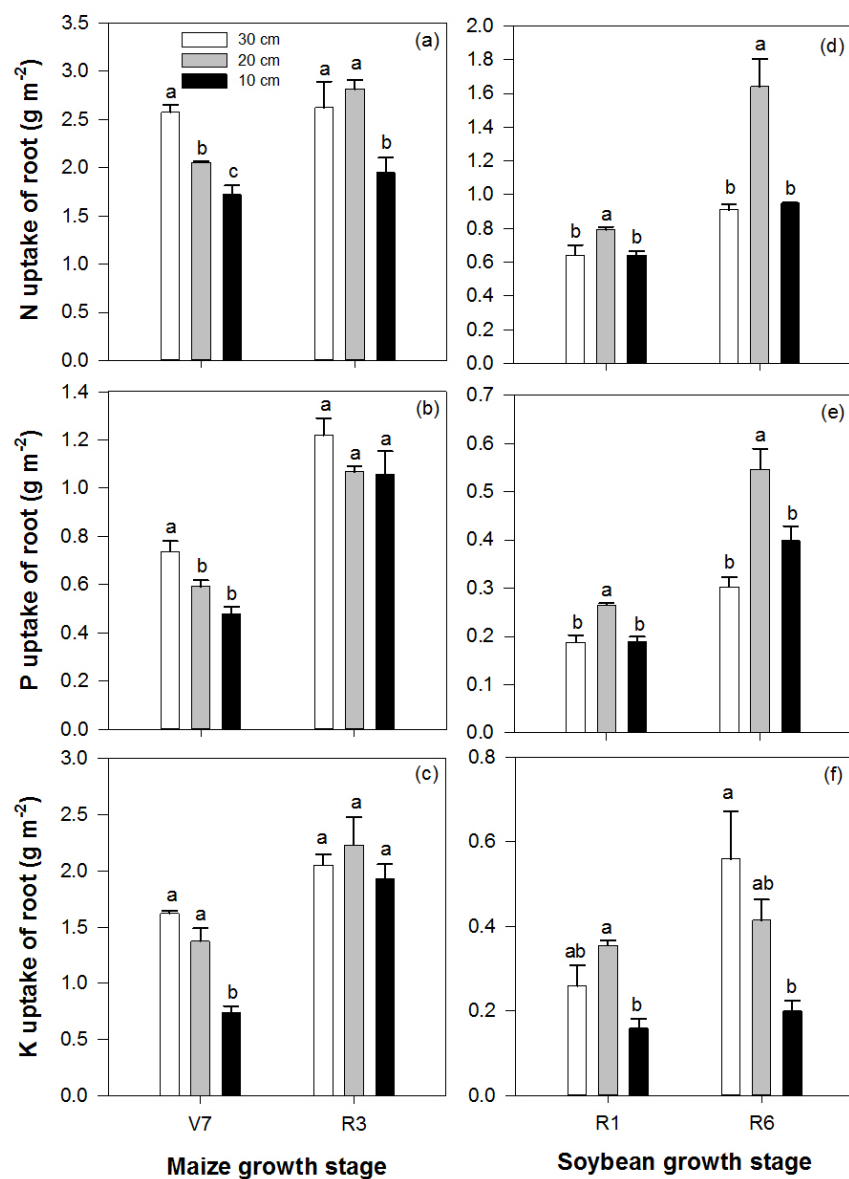 N uptake of root (g m-2)
3.5
3.0
2.5
2.0
1.5
1.0
0.5
0.0
30 cm
20 cm
10 cm
(a)
a
b
c
a
a
b
2.0
1.8
1.6
1.4
1.2
1.0
0.8
0.6
0.4
0.2
0.0
(d)
b
a
b
b
a
b
P uptake of root (g m-2)
1.4
1.2
1.0
0.8
0.6
0.4
0.2
0.0
(b)
a
b
b
a
a
a
0.7
0.6
0.5
0.4
0.3
0.2
0.1
0.0
(e)
b
a
b
b
a
b
K uptake of root (g m-2)
3.0
2.5
2.0
1.5
1.0
0.5
0.0
(c)
a
a
b
a
a
a
V7
R3
Maize growth stage
0.8
0.6
0.4
0.2
0.0
(f)
ab
a
b
a
ab
b
R1
R6
Soybean growth stage